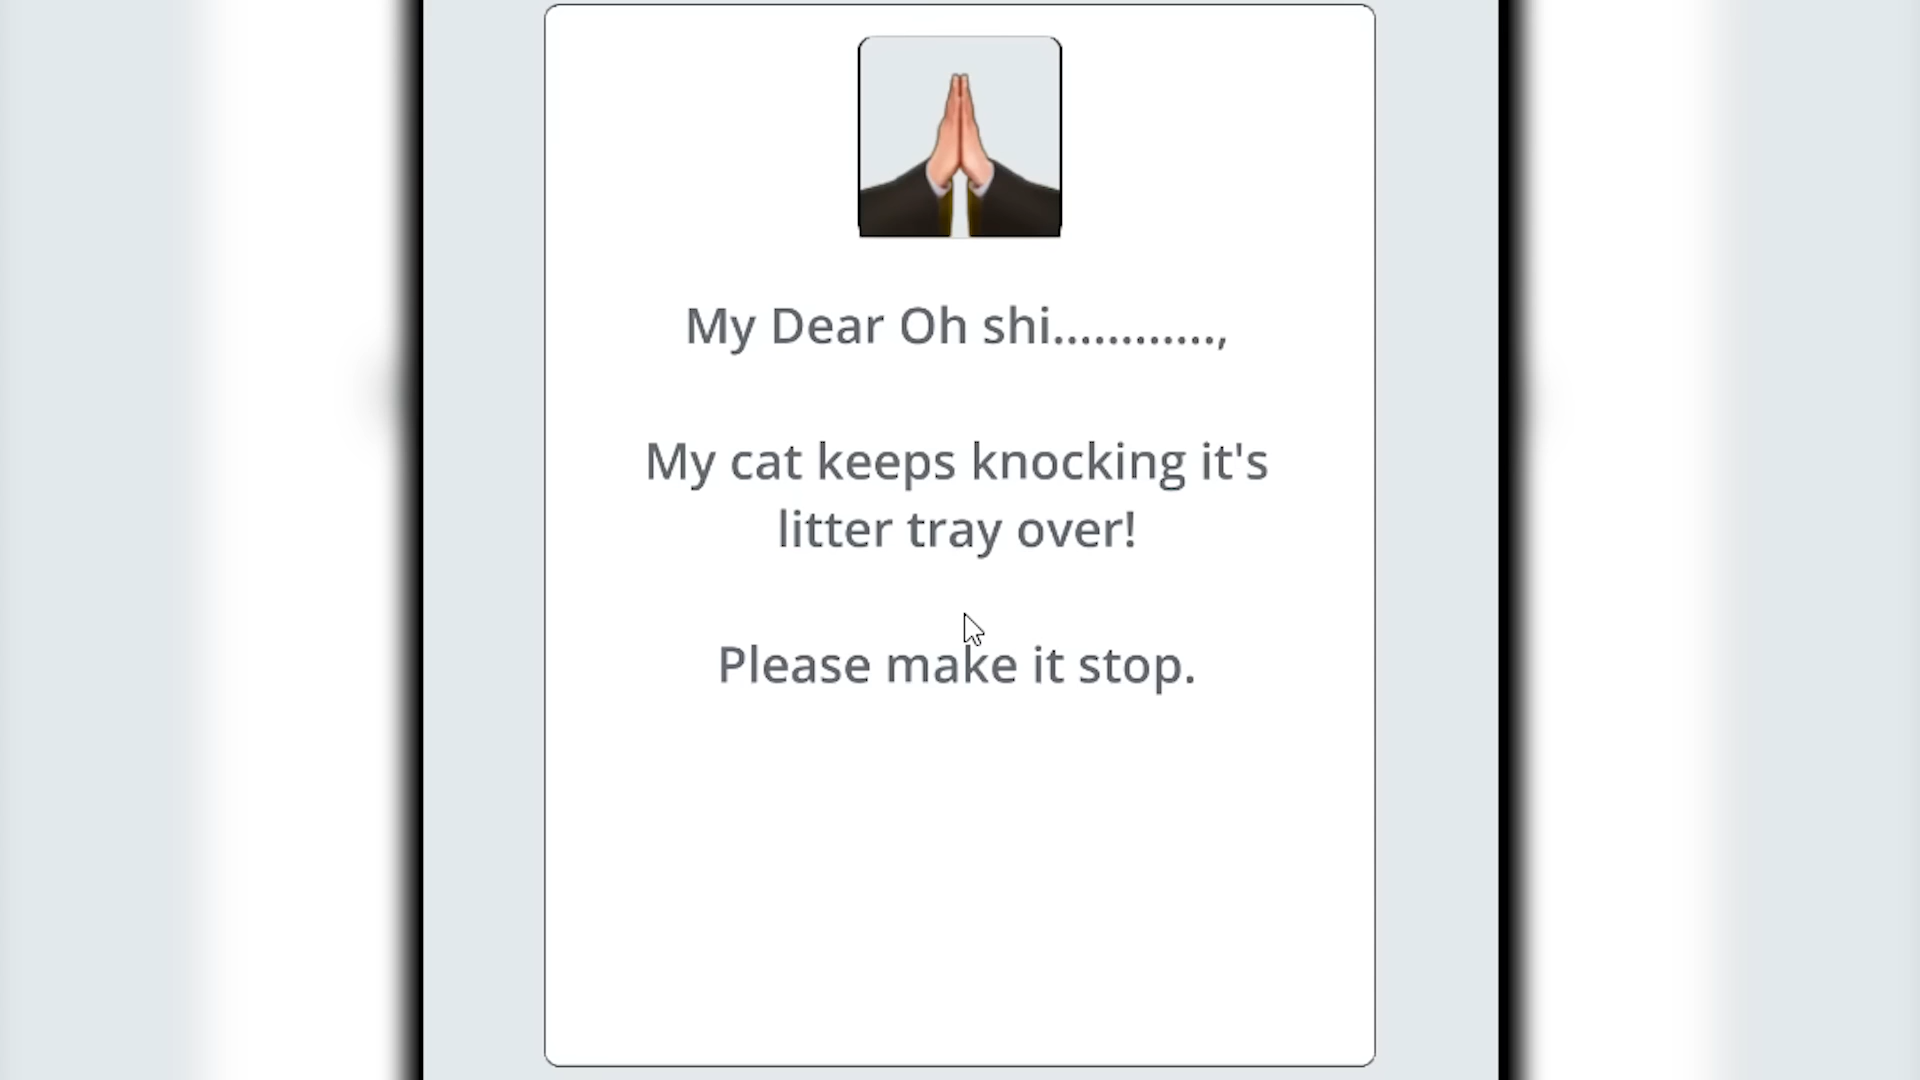 My Dear Oh shi............,
My cat keeps knocking it's
litter tray over!
Please make it stop.